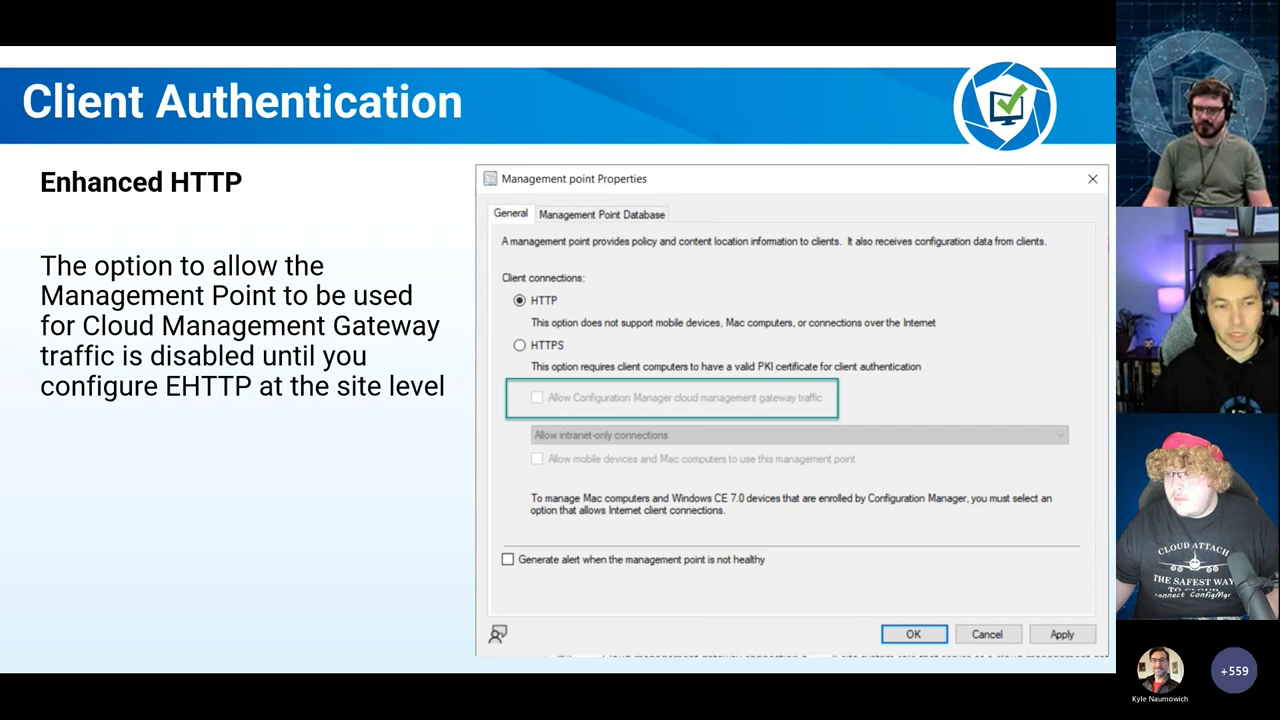 Client Authentication
Enhanced HTTP
The option to allow the
Management Point to be used
for Cloud Management Gateway
traffic is disabled until you
configure EHTTP at the site level
Management point Properties
General
Management Point Database
A management point provides policy and content location information to clients. It also receives configuration data from clients.
Client connections:
HTTP
This option does not support mobile devices, Mac computers, or connections over the Internet
HTTPS
This option requires client computers to have a valid PKI certificate for client authentication
Allow Configuration Manager cloud management gateway traffic
Allow intranet-only connections
Allow mobile devices and Mac computers to use this management point
To manage Mac computers and Windows CE 7.0 devices that are enrolled by Configuration Manager, you must select an
option that allows Internet client connections.
Generate alert when the management point is not healthy
OK
Cancel
Apply
CLOUD ATTACH
THE SAFEST WAY
TO CLOUD
connect ConfigMgr
Kyle Naumowich
+559